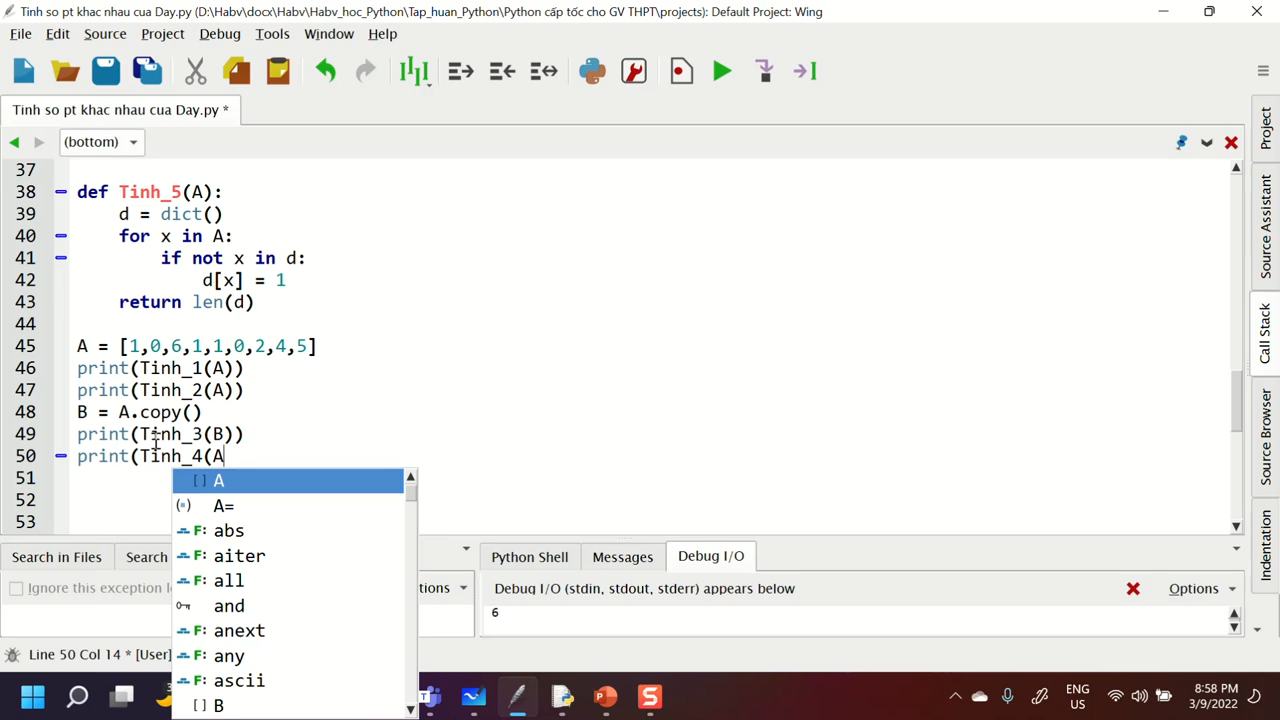 Tinh so pt khac nhau cua Day.py (D:\Habv\docx\Habv\Habv_hoc_Python\Tap_huan_Python\Python cấp tốc cho GV THPT\projects): Default Project: Wing
File Edit Source Project Debug Tools Window Help
Tinh so pt khac nhau cua Day.py *
(bottom)
37
38 def Tinh_5(A):
39 d = dict()
40 for x in A:
41 if not x in d:
42 d[x] = 1
43 return len(d)
44
45 A = [1,0,6,1,1,0,2,4,5]
46 print(Tinh_1(A))
47 print(Tinh_2(A))
48 B = A.copy()
49 print(Tinh_3(B))
50 print(Tinh_4(A
51
52
53
[] A
A=
F: abs
F: aiter
F: all
and
F: anext
F: any
F: ascii
[] B
Project
Source Assistant
Call Stack
Source Browser
Indentation
Search in Files Search
Ignore this exception
tions
Python Shell Messages Debug I/O
Debug I/O (stdin, stdout, stderr) appears below
Options
6
Line 50 Col 14 * [User]
ENG
US
8:58 PM
3/9/2022